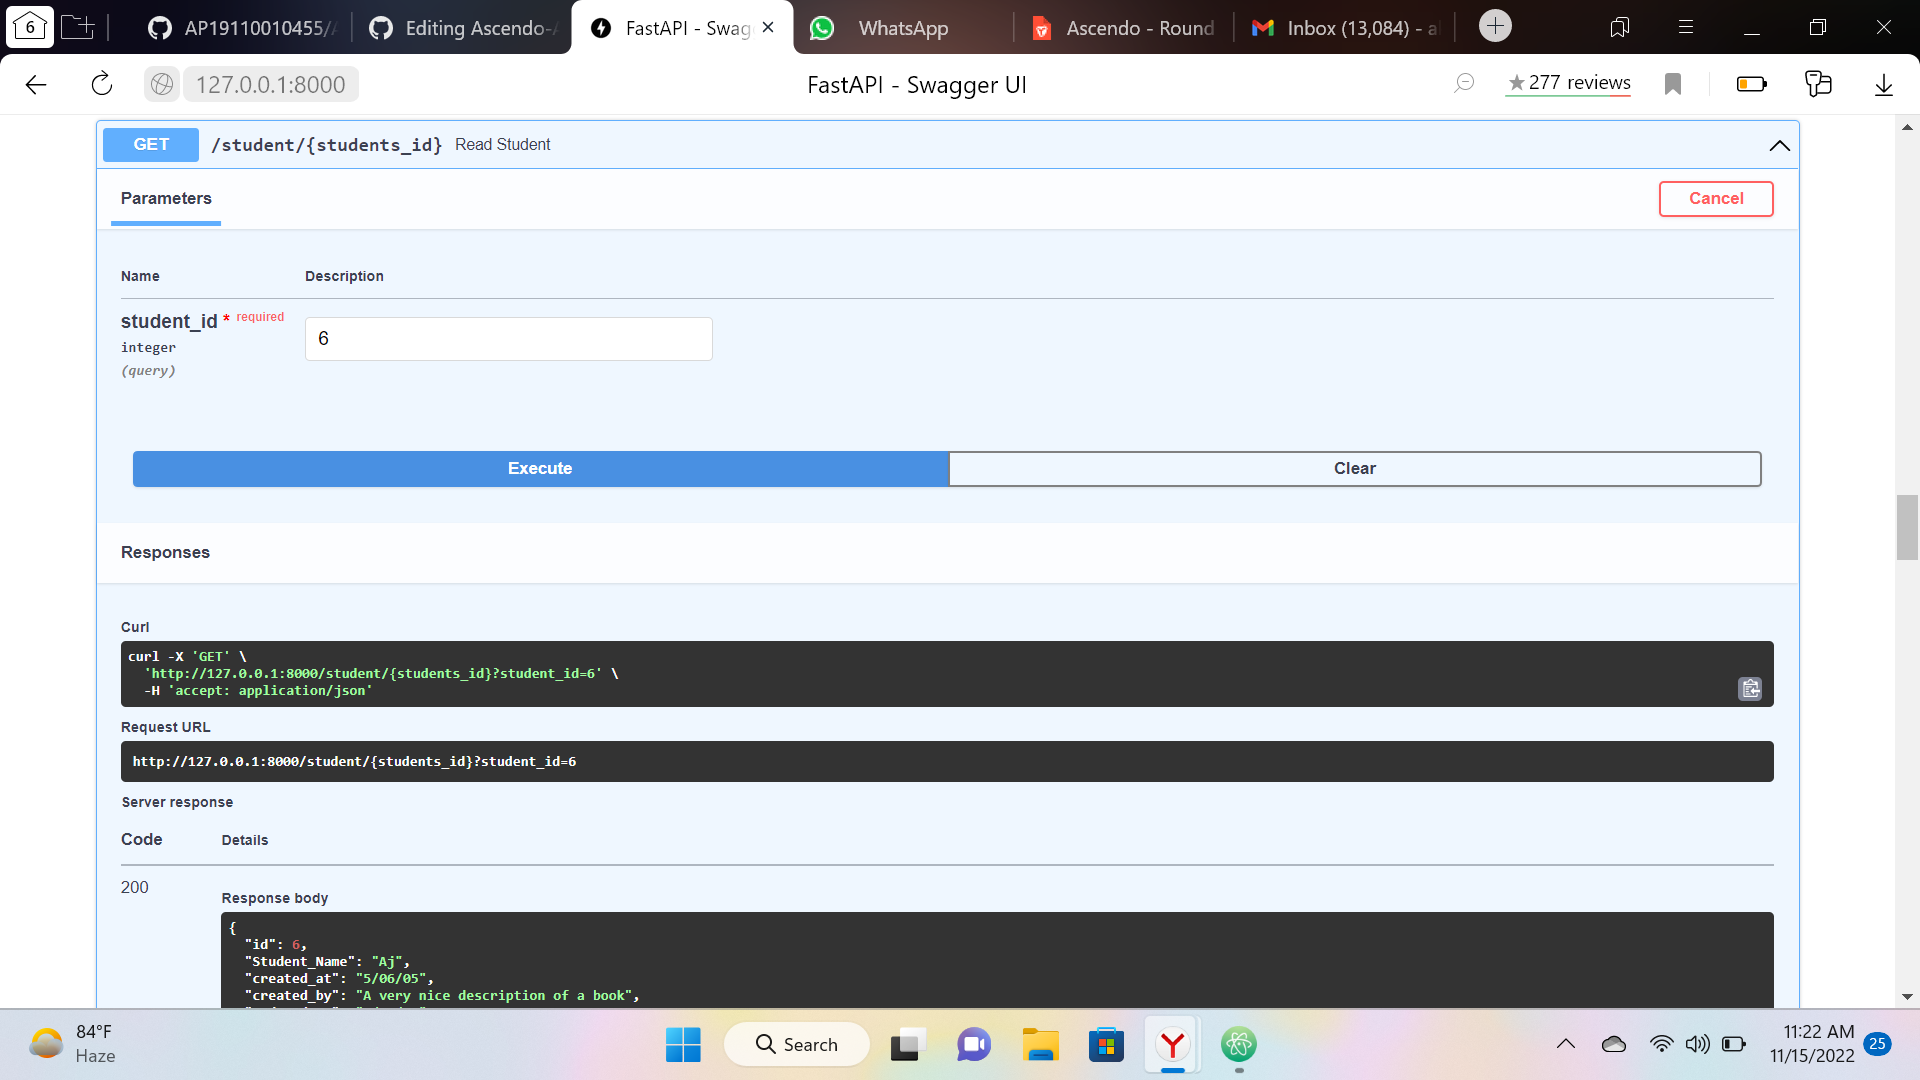 6
AP19110010455/
Editing Ascendo-
FastAPI - Swag
WhatsApp
Ascendo - Round
Inbox (13,084) - a
127.0.0.1:8000
FastAPI - Swagger UI
★ 277 reviews
GET /student/{students_id} Read Student
Parameters
Cancel
Name Description
student_id * required
integer
(query)
6
Execute
Clear
Responses
Curl
curl -X 'GET' \
'http://127.0.0.1:8000/student/{students_id}?student_id=6' \
-H 'accept: application/json'
Request URL
http://127.0.0.1:8000/student/{students_id}?student_id=6
Server response
Code Details
200
Response body
{
"id": 6,
"Student_Name": "Aj",
"created_at": "5/06/05",
"created_by": "A very nice description of a book",
84°F
Haze
Search
11:22 AM
11/15/2022
25